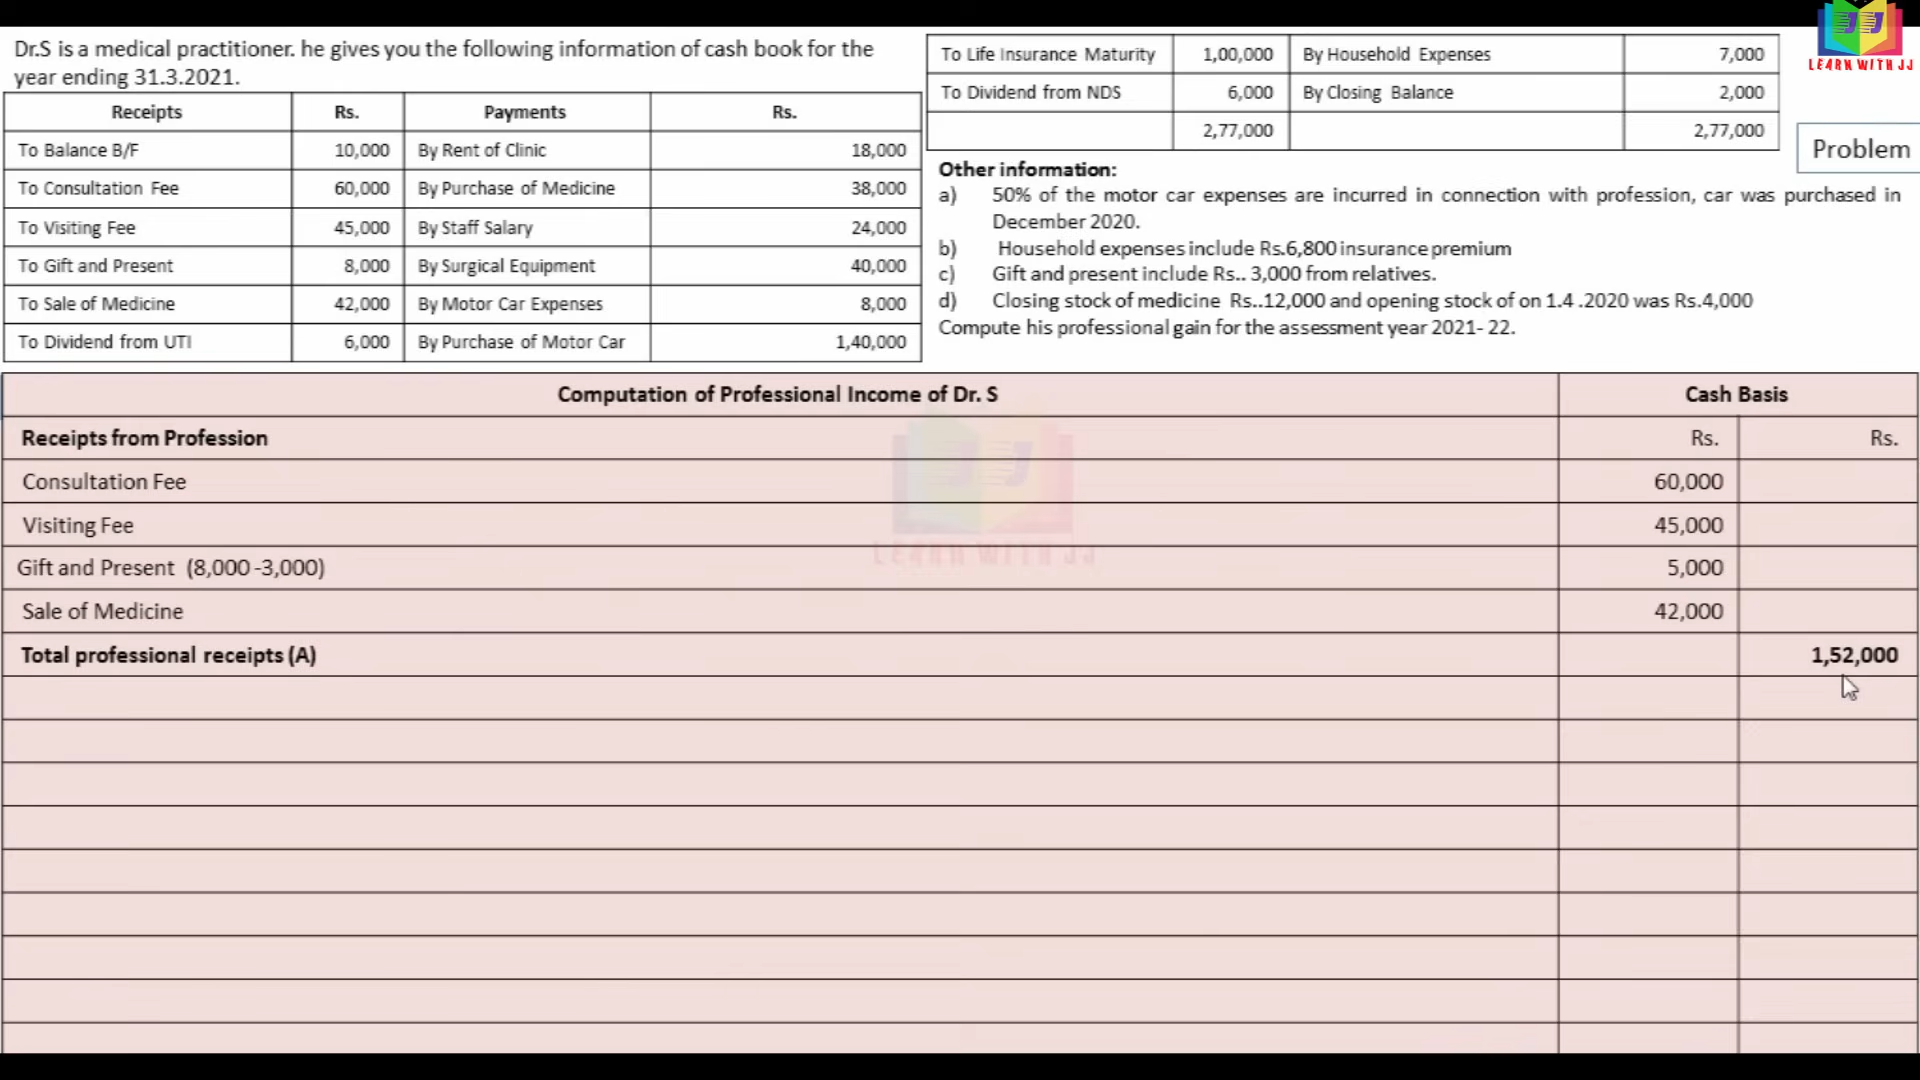 Dr.S is a medical practitioner. he gives you the following information of cash book for the
year ending 31.3.2021.
Receipts Rs. Payments Rs.
To Balance B/F 10,000 By Rent of Clinic 18,000
To Consultation Fee 60,000 By Purchase of Medicine 38,000
To Visiting Fee 45,000 By Staff Salary 24,000
To Gift and Present 8,000 By Surgical Equipment 40,000
To Sale of Medicine 42,000 By Motor Car Expenses 8,000
To Dividend from UTI 6,000 By Purchase of Motor Car 1,40,000
To Life Insurance Maturity 1,00,000 By Household Expenses 7,000
To Dividend from NDS 6,000 By Closing Balance 2,000
2,77,000 2,77,000
LEARN WITH JJ
Problem
Other information:
a) 50% of the motor car expenses are incurred in connection with profession, car was purchased in
December 2020.
b) Household expenses include Rs.6,800 insurance premium
c) Gift and present include Rs.. 3,000 from relatives.
d) Closing stock of medicine Rs..12,000 and opening stock of on 1.4 .2020 was Rs.4,000
Compute his professional gain for the assessment year 2021- 22.
Computation of Professional Income of Dr. S Cash Basis
Receipts from Profession Rs. Rs.
Consultation Fee 60,000
Visiting Fee 45,000
JJ
LEARN WITH JJ
Gift and Present (8,000 -3,000) 5,000
Sale of Medicine 42,000
Total professional receipts (A) 1,52,000